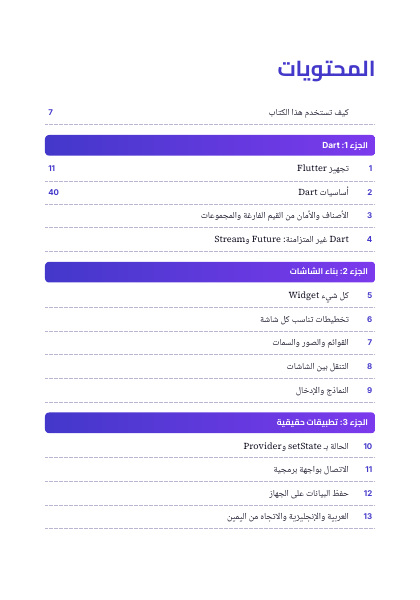 المحتويات
كيف تستخدم هذا الكتاب 7
الجزء 1: Dart
1 تجهيز Flutter 11
2 أساسيات Dart 40
3 الأصناف والأمان من القيم الفارغة والمجموعات
4 Dart غير المتزامنة: Future وStream
الجزء 2: بناء الشاشات
5 كل شيء Widget
6 تخطيطات تناسب كل شاشة
7 القوائم والصور والسمات
8 التنقل بين الشاشات
9 النماذج والإدخال
الجزء 3: تطبيقات حقيقية
10 الحالة بـ setState وProvider
11 الاتصال بواجهة برمجية
12 حفظ البيانات على الجهاز
13 العربية والإنجليزية والاتجاه من اليمين